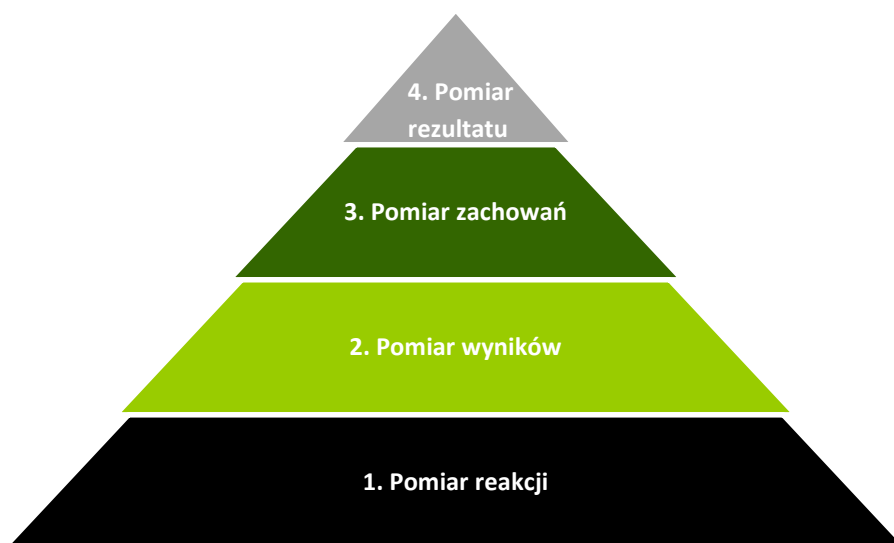 4. Pomiar
rezultatu
3. Pomiar zachowań
2. Pomiar wyników
1. Pomiar reakcji